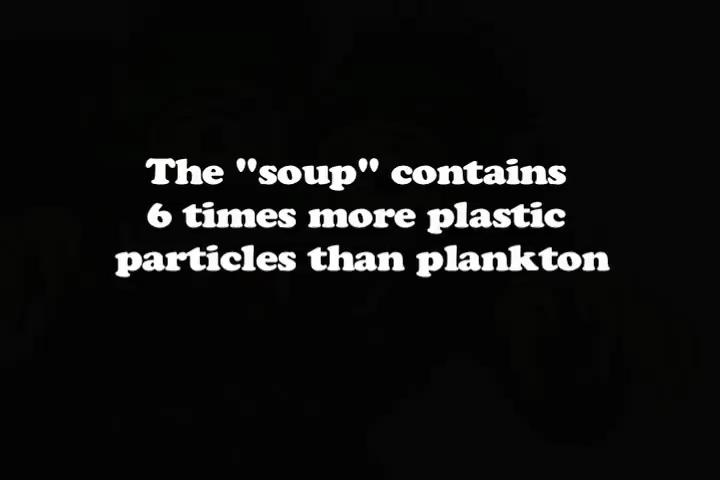 The "soup" contains
6 times more plastic
particles than plankton